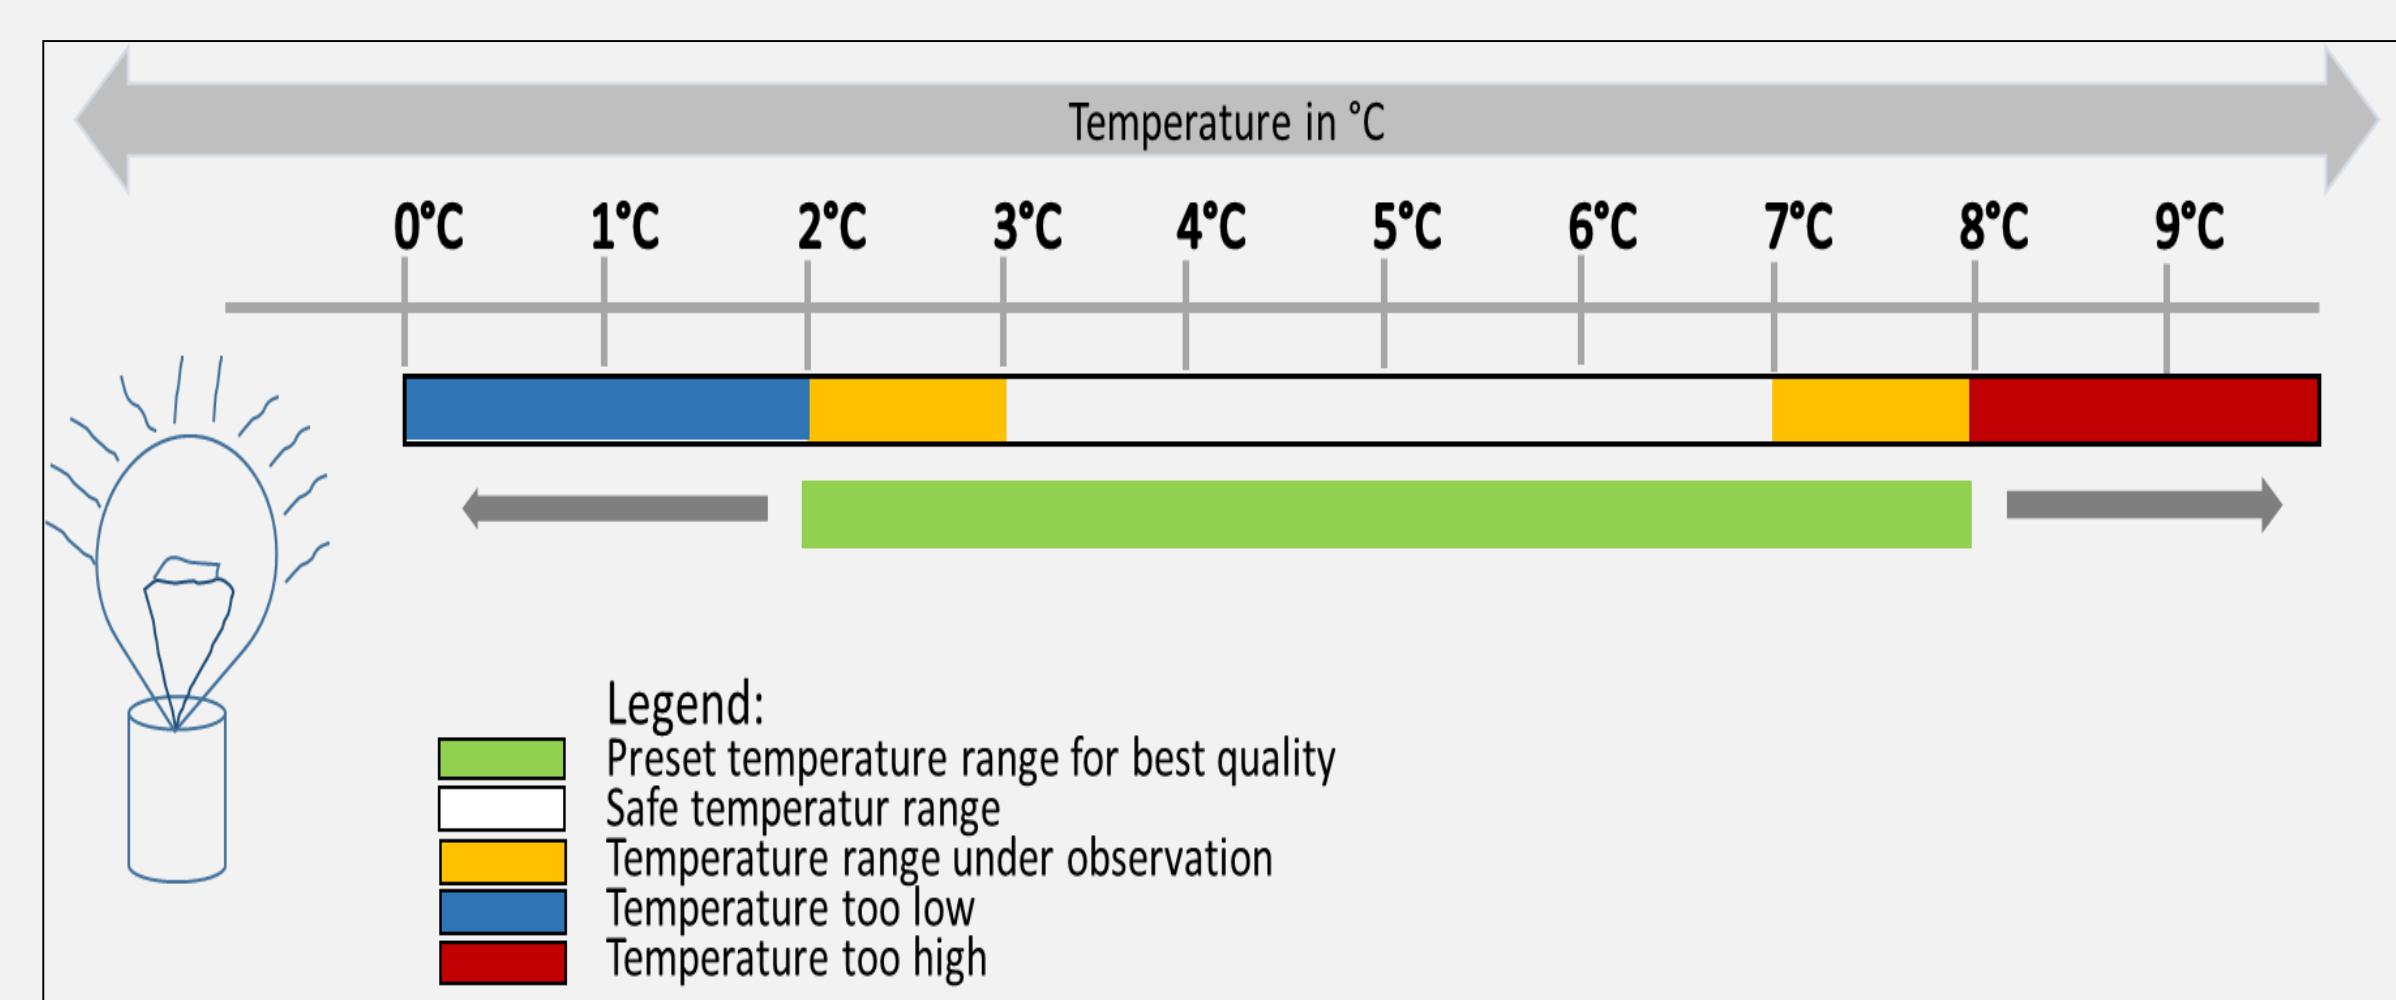 Temperature in °C
0°C 1°C 2°C 3°C 4°C 5°C 6°C 7°C 8°C 9°C
Legend:
Preset temperature range for best quality
Safe temperatur range
Temperature range under observation
Temperature too low
Temperature too high